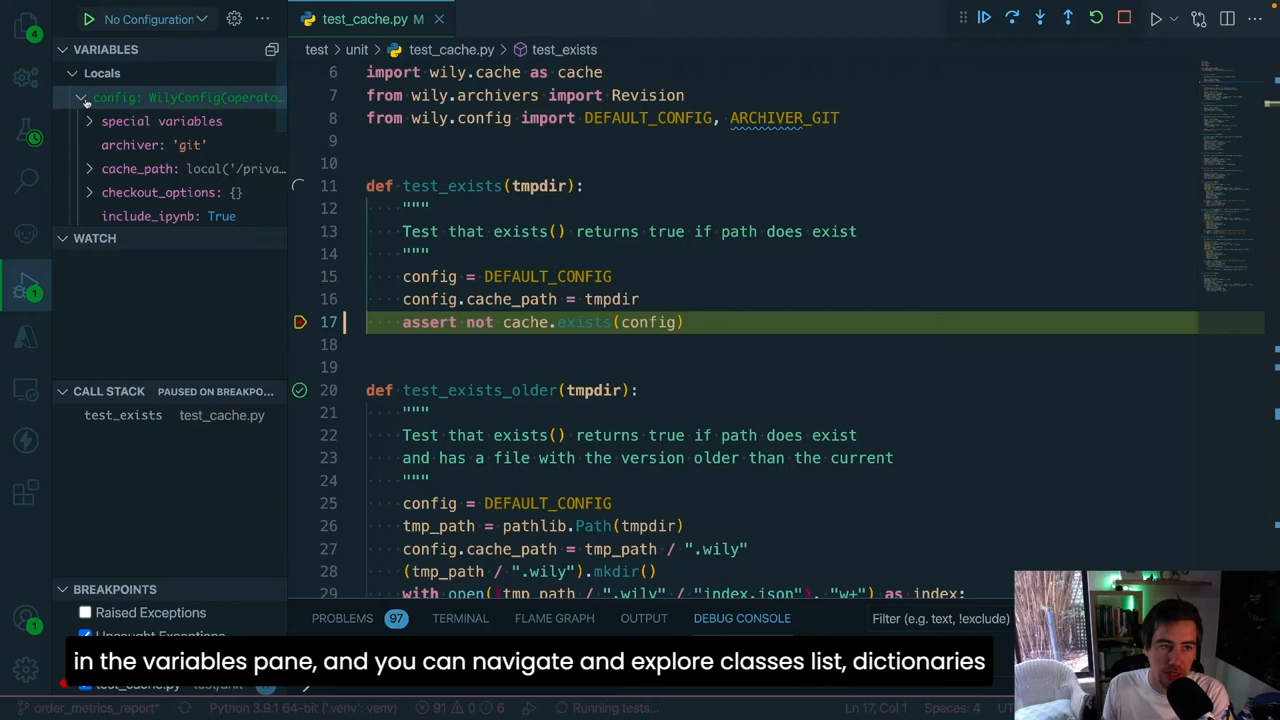 No Configuration
test_cache.py M
VARIABLES
Locals
config: WilyConfig(operato…
special variables
archiver: 'git'
cache_path: local('/priva…
checkout_options: {}
include_ipynb: True
WATCH
CALL STACK PAUSED ON BREAKPO…
test_exists test_cache.py
BREAKPOINTS
Raised Exceptions
Uncaught Exceptions
test_cache.py test/unit 17
test unit test_cache.py test_exists
6 import wily.cache as cache
7 from wily.archivers import Revision
8 from wily.config import DEFAULT_CONFIG, ARCHIVER_GIT
9
10
11 def test_exists(tmpdir):
12 """
13 Test that exists() returns true if path does exist
14 """
15 config = DEFAULT_CONFIG
16 config.cache_path = tmpdir
17 assert not cache.exists(config)
18
19
20 def test_exists_older(tmpdir):
21 """
22 Test that exists() returns true if path does exist
23 and has a file with the version older than the current
24 """
25 config = DEFAULT_CONFIG
26 tmp_path = pathlib.Path(tmpdir)
27 config.cache_path = tmp_path / ".wily"
28 (tmp_path / ".wily").mkdir()
29 with open(tmp_path / ".wily" / "index.json", "w+") as index:
PROBLEMS 97 TERMINAL FLAME GRAPH OUTPUT DEBUG CONSOLE Filter (e.g. text, !exclude)
in the variables pane, and you can navigate and explore classes list, dictionaries
order_metrics_report* Python 3.9.1 64-bit ('.venv': venv) 91 0 6 Running tests... Ln 17, Col 1 Spaces: 4
4
1
1